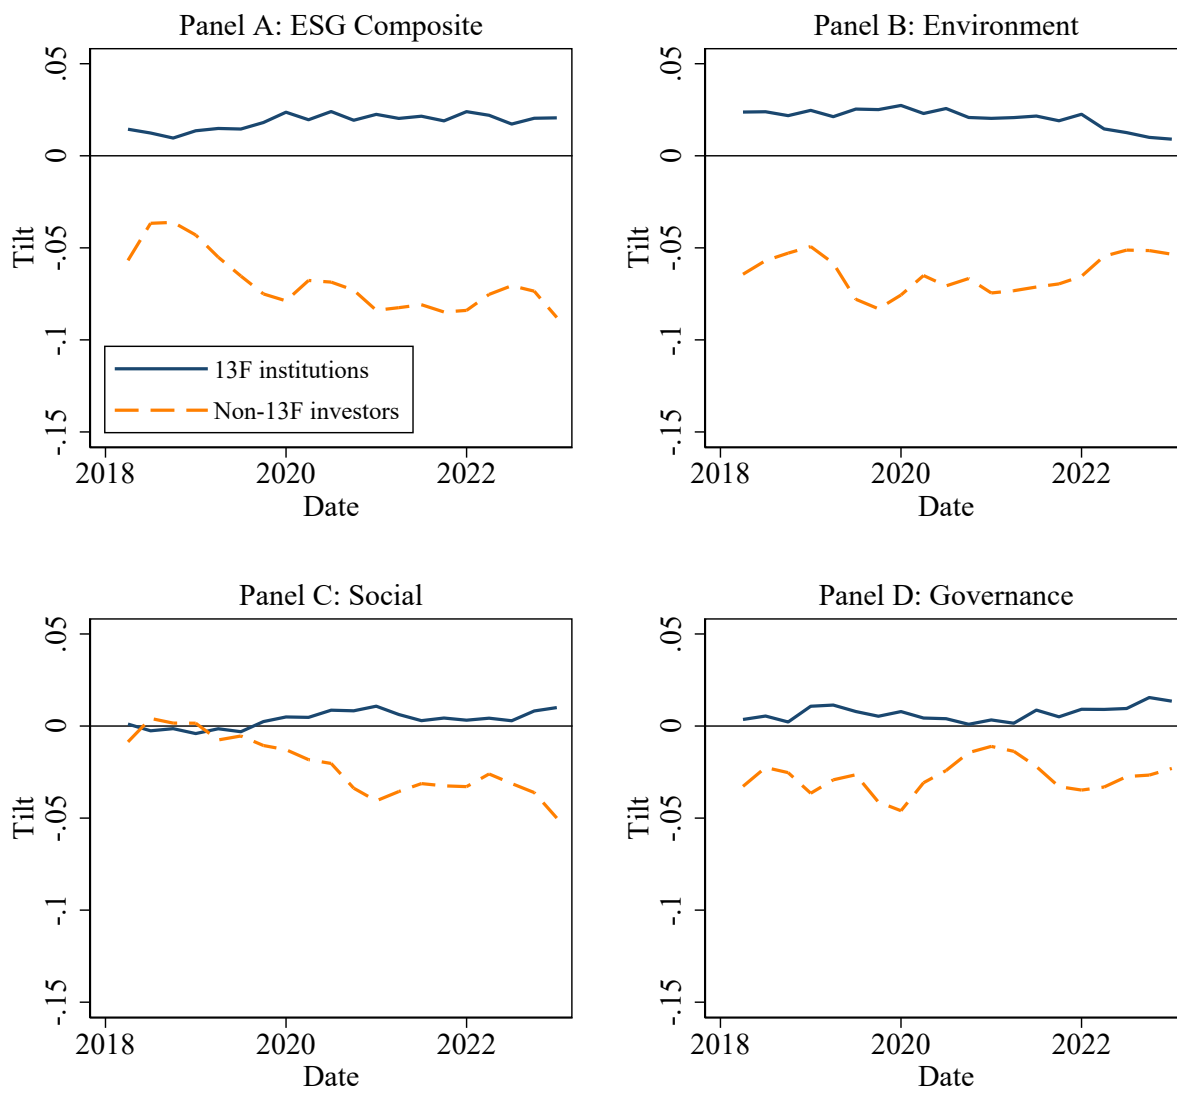 Panel A: ESG Composite
.05
0
-.05
-.1
-.15
Tilt
13F institutions
Non-13F investors
2018 2020 2022
Date
Panel B: Environment
.05
0
-.05
-.1
-.15
Tilt
2018 2020 2022
Date
Panel C: Social
.05
0
-.05
-.1
-.15
Tilt
2018 2020 2022
Date
Panel D: Governance
.05
0
-.05
-.1
-.15
Tilt
2018 2020 2022
Date